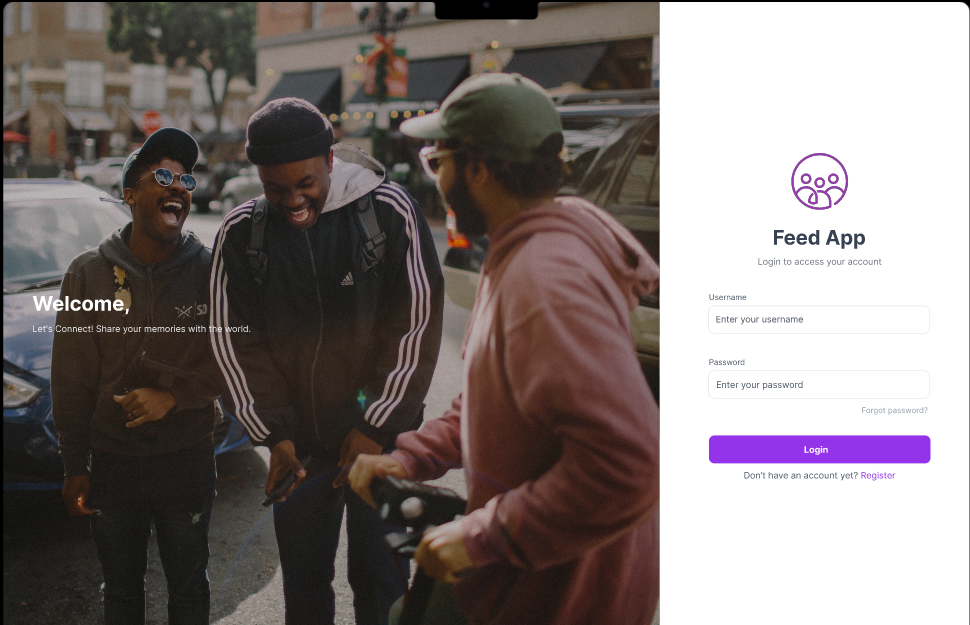 Welcome,
Let's Connect! Share your memories with the world.
adidas
Feed App
Login to access your account
Username
Enter your username
Password
Enter your password
Forgot password?
Login
Don't have an account yet? Register